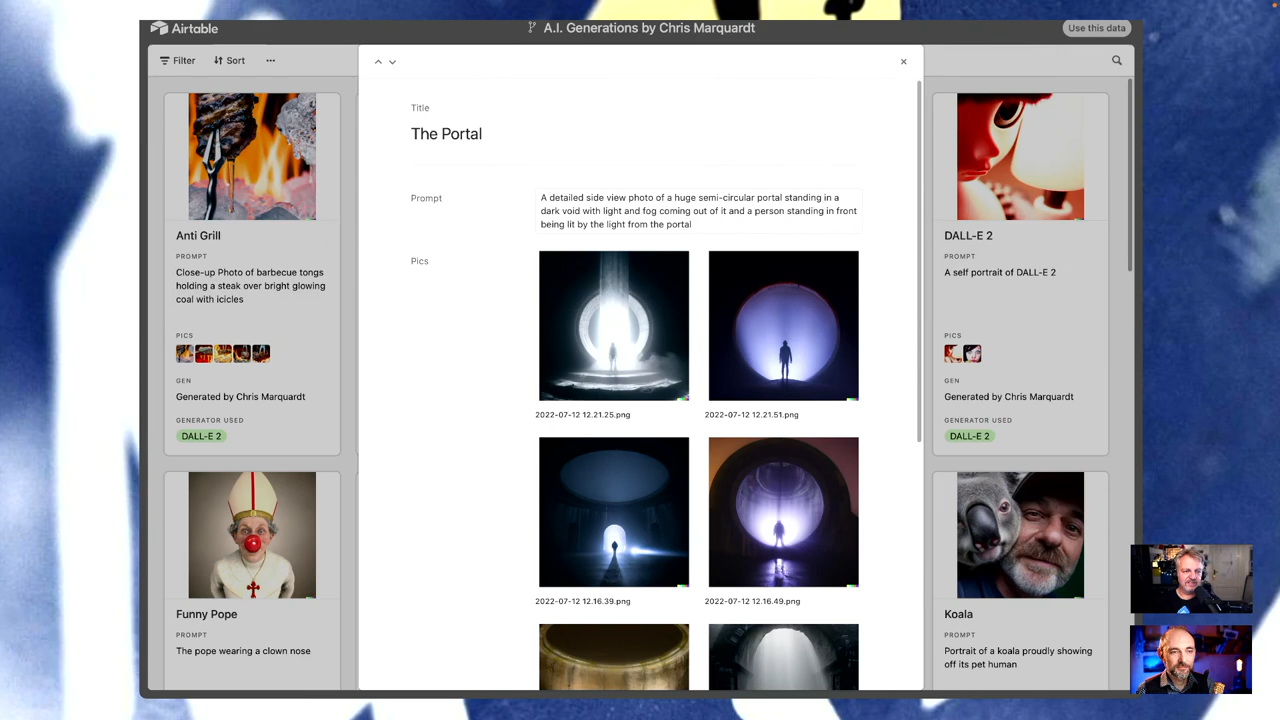 Airtable
A.I. Generations by Chris Marquardt
Use this data
Filter
Sort
Title
The Portal
Prompt
A detailed side view photo of a huge semi-circular portal standing in a
dark void with light and fog coming out of it and a person standing in front
being lit by the light from the portal
Pics
2022-07-12 12.21.25.png
2022-07-12 12.21.51.png
2022-07-12 12.16.39.png
2022-07-12 12.16.49.png
Anti Grill
PROMPT
Close-up Photo of barbecue tongs
holding a steak over bright glowing
coal with icicles
PICS
GEN
Generated by Chris Marquardt
GENERATOR USED
DALL-E 2
Funny Pope
PROMPT
The pope wearing a clown nose
DALL-E 2
PROMPT
A self portrait of DALL-E 2
PICS
GEN
Generated by Chris Marquardt
GENERATOR USED
DALL-E 2
Koala
PROMPT
Portrait of a koala proudly showing
off its pet human